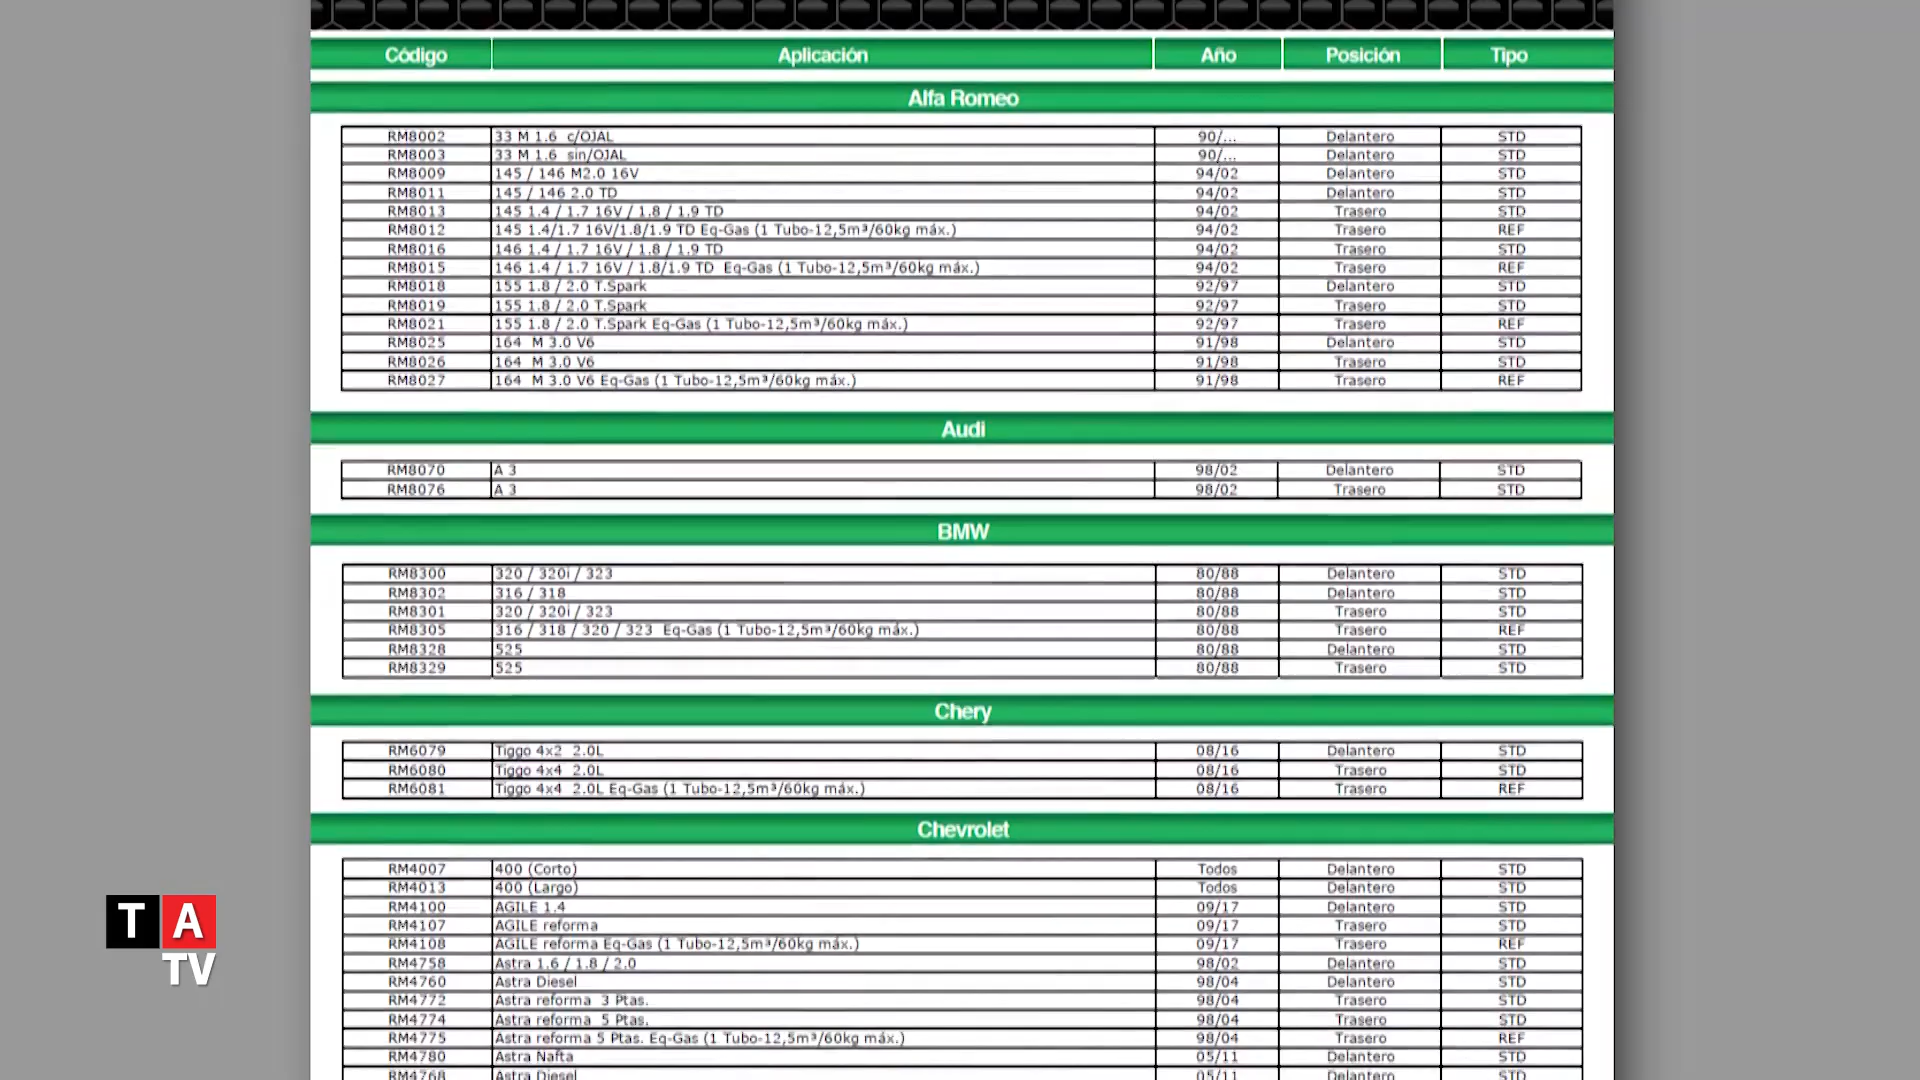 Código Aplicación Año Posición Tipo
Alfa Romeo
RM8002 33 M 1.6 c/OJAL 90/... Delantero STD
RM8003 33 M 1.6 sin/OJAL 90/... Delantero STD
RM8009 145 / 146 M2.0 16V 94/02 Delantero STD
RM8011 145 / 146 2.0 TD 94/02 Delantero STD
RM8013 145 1.4 / 1.7 16V / 1.8 / 1.9 TD 94/02 Trasero STD
RM8012 145 1.4/1.7 16V/1.8/1.9 TD Eq-Gas (1 Tubo-12,5m³/60kg máx.) 94/02 Trasero REF
RM8016 146 1.4 / 1.7 16V / 1.8 / 1.9 TD 94/02 Trasero STD
RM8015 146 1.4 / 1.7 16V / 1.8/1.9 TD Eq-Gas (1 Tubo-12,5m³/60kg máx.) 94/02 Trasero REF
RM8018 155 1.8 / 2.0 T.Spark 92/97 Delantero STD
RM8019 155 1.8 / 2.0 T.Spark 92/97 Trasero STD
RM8021 155 1.8 / 2.0 T.Spark Eq-Gas (1 Tubo-12,5m³/60kg máx.) 92/97 Trasero REF
RM8025 164 M 3.0 V6 91/98 Delantero STD
RM8026 164 M 3.0 V6 91/98 Trasero STD
RM8027 164 M 3.0 V6 Eq-Gas (1 Tubo-12,5m³/60kg máx.) 91/98 Trasero REF
Audi
RM8070 A 3 98/02 Delantero STD
RM8076 A 3 98/02 Trasero STD
BMW
RM8300 320 / 320i / 323 80/88 Delantero STD
RM8302 316 / 318 80/88 Delantero STD
RM8301 320 / 320i / 323 80/88 Trasero STD
RM8305 316 / 318 / 320 / 323 Eq-Gas (1 Tubo-12,5m³/60kg máx.) 80/88 Trasero REF
RM8328 525 80/88 Delantero STD
RM8329 525 80/88 Trasero STD
Chery
RM6079 Tiggo 4x2 2.0L 08/16 Delantero STD
RM6080 Tiggo 4x4 2.0L 08/16 Trasero STD
RM6081 Tiggo 4x4 2.0L Eq-Gas (1 Tubo-12,5m³/60kg máx.) 08/16 Trasero REF
Chevrolet
RM4007 400 (Corto) Todos Delantero STD
RM4013 400 (Largo) Todos Delantero STD
RM4100 AGILE 1.4 09/17 Delantero STD
RM4107 AGILE reforma 09/17 Trasero STD
RM4108 AGILE reforma Eq-Gas (1 Tubo-12,5m³/60kg máx.) 09/17 Trasero REF
RM4758 Astra 1.6 / 1.8 / 2.0 98/02 Delantero STD
RM4760 Astra Diesel 98/04 Delantero STD
RM4772 Astra reforma 3 Ptas. 98/04 Trasero STD
RM4774 Astra reforma 5 Ptas. 98/04 Trasero STD
RM4775 Astra reforma 5 Ptas. Eq-Gas (1 Tubo-12,5m³/60kg máx.) 98/04 Trasero REF
RM4780 Astra Nafta 05/11 Delantero STD
RM4768 Astra Diesel 05/11 Delantero STD
TA
TV